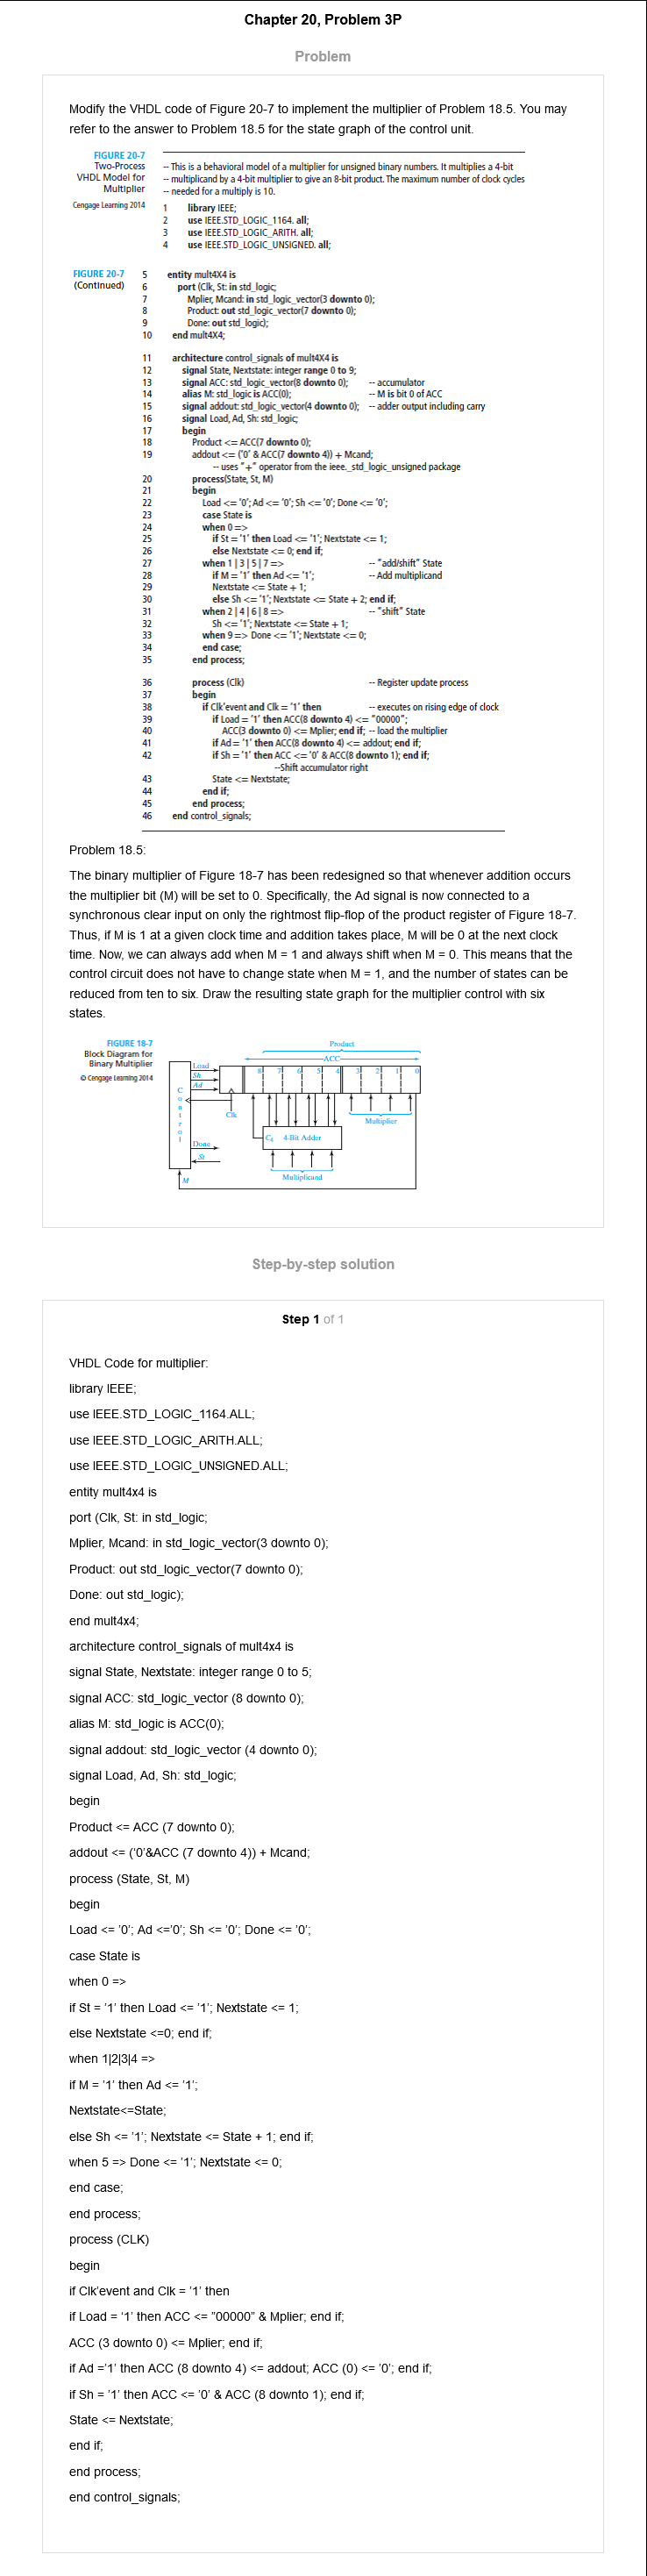 Chapter 20, Problem 3P
Problem
Modify the VHDL code of Figure 20-7 to implement the multiplier of Problem 18.5. You may
refer to the answer to Problem 18.5 for the state graph of the control unit.
FIGURE 20-7
Two-Process
VHDL Model for
Multiplier
Cengage Learning 2014
-- This is a behavioral model of a multiplier for unsigned binary numbers. It multiplies a 4-bit
-- multiplicand by a 4-bit multiplier to give an 8-bit product. The maximum number of clock cycles
-- needed for a multiply is 10.
1 library IEEE;
2 use IEEE.STD_LOGIC_1164. all;
3 use IEEE.STD_LOGIC_ARITH. all;
4 use IEEE.STD_LOGIC_UNSIGNED. all;
FIGURE 20-7
(Continued)
5 entity mult4X4 is
6 port (Clk, St: in std_logic;
7 Mplier, Mcand: in std_logic_vector(3 downto 0);
8 Product: out std_logic_vector(7 downto 0);
9 Done: out std_logic);
10 end mult4X4;
11 architecture control_signals of mult4X4 is
12 signal State, Nextstate: integer range 0 to 9;
13 signal ACC: std_logic_vector(8 downto 0); -- accumulator
14 alias M: std_logic is ACC(0); -- M is bit 0 of ACC
15 signal addout: std_logic_vector(4 downto 0); -- adder output including carry
16 signal Load, Ad, Sh: std_logic;
17 begin
18 Product <= ACC(7 downto 0);
19 addout <= ('0' & ACC(7 downto 4)) + Mcand;
-- uses "+" operator from the ieee._std_logic_unsigned package
20 process(State, St, M)
21 begin
22 Load <= '0'; Ad <= '0'; Sh <= '0'; Done <= '0';
23 case State is
24 when 0 =>
25 if St = '1' then Load <= '1'; Nextstate <= 1;
26 else Nextstate <= 0; end if;
27 when 1 | 3 | 5 | 7 => -- "add/shift" State
28 if M = '1' then Ad <= '1'; -- Add multiplicand
29 Nextstate <= State + 1;
30 else Sh <= '1'; Nextstate <= State + 2; end if;
31 when 2 | 4 | 6 | 8 => -- "shift" State
32 Sh <= '1'; Nextstate <= State + 1;
33 when 9 => Done <= '1'; Nextstate <= 0;
34 end case;
35 end process;
36 process (Clk) -- Register update process
37 begin
38 if Clk'event and Clk = '1' then -- executes on rising edge of clock
39 if Load = '1' then ACC(8 downto 4) <= "00000";
40 ACC(3 downto 0) <= Mplier; end if; -- load the multiplier
41 if Ad = '1' then ACC(8 downto 4) <= addout; end if;
42 if Sh = '1' then ACC <= '0' & ACC(8 downto 1); end if;
--Shift accumulator right
43 State <= Nextstate;
44 end if;
45 end process;
46 end control_signals;
Problem 18.5:
The binary multiplier of Figure 18-7 has been redesigned so that whenever addition occurs
the multiplier bit (M) will be set to 0. Specifically, the Ad signal is now connected to a
synchronous clear input on only the rightmost flip-flop of the product register of Figure 18-7.
Thus, if M is 1 at a given clock time and addition takes place, M will be 0 at the next clock
time. Now, we can always add when M = 1 and always shift when M = 0. This means that the
control circuit does not have to change state when M = 1, and the number of states can be
reduced from ten to six. Draw the resulting state graph for the multiplier control with six
states.
FIGURE 18-7
Block Diagram for
Binary Multiplier
© Cengage Learning 2014
Product
ACC
Load
Sh
Ad
8 7 6 5 4 3 2 1 0
Control
Clk
Multiplier
C4 4-Bit Adder
Done
St
Multiplicand
M
Step-by-step solution
Step 1 of 1
VHDL Code for multiplier:
library IEEE;
use IEEE.STD_LOGIC_1164.ALL;
use IEEE.STD_LOGIC_ARITH.ALL;
use IEEE.STD_LOGIC_UNSIGNED.ALL;
entity mult4x4 is
port (Clk, St: in std_logic;
Mplier, Mcand: in std_logic_vector(3 downto 0);
Product: out std_logic_vector(7 downto 0);
Done: out std_logic);
end mult4x4;
architecture control_signals of mult4x4 is
signal State, Nextstate: integer range 0 to 5;
signal ACC: std_logic_vector (8 downto 0);
alias M: std_logic is ACC(0);
signal addout: std_logic_vector (4 downto 0);
signal Load, Ad, Sh: std_logic;
begin
Product <= ACC (7 downto 0);
addout <= ('0'&ACC (7 downto 4)) + Mcand;
process (State, St, M)
begin
Load <= '0'; Ad <='0'; Sh <= '0'; Done <= '0';
case State is
when 0 =>
if St = '1' then Load <= '1'; Nextstate <= 1;
else Nextstate <=0; end if;
when 1|2|3|4 =>
if M = '1' then Ad <= '1';
Nextstate<=State;
else Sh <= '1'; Nextstate <= State + 1; end if;
when 5 => Done <= '1'; Nextstate <= 0;
end case;
end process;
process (CLK)
begin
if Clk'event and Clk = '1' then
if Load = '1' then ACC <= "00000" & Mplier; end if;
ACC (3 downto 0) <= Mplier; end if;
if Ad ='1' then ACC (8 downto 4) <= addout; ACC (0) <= '0'; end if;
if Sh = '1' then ACC <= '0' & ACC (8 downto 1); end if;
State <= Nextstate;
end if;
end process;
end control_signals;